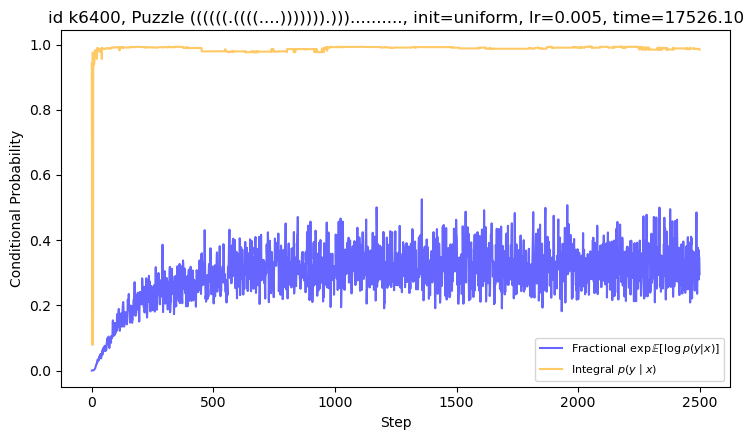 id k6400, Puzzle ((((((.((((....))))))).))).........., init=uniform, lr=0.005, time=17526.10
1.0
0.8
0.6
0.4
0.2
0.0
Conditional Probability
0
500
1000
1500
2000
2500
Step
Fractional exp𝔼[log p(y|x)]
Integral p(y | x)